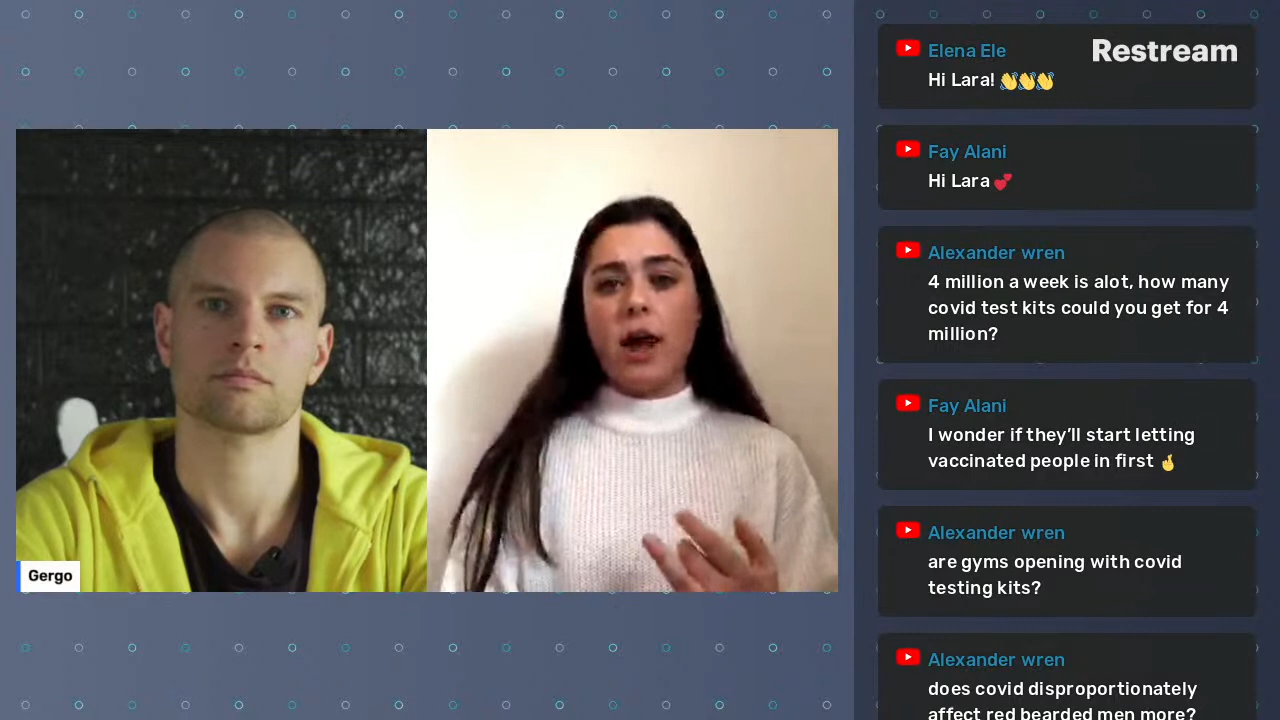 Restream
Elena Ele
Hi Lara! 👋👋👋
Fay Alani
Hi Lara 💕
Alexander wren
4 million a week is alot, how many
covid test kits could you get for 4
million?
Fay Alani
I wonder if they’ll start letting
vaccinated people in first 🤞
Alexander wren
are gyms opening with covid
testing kits?
Alexander wren
does covid disproportionately
affect red bearded men more?
Gergo